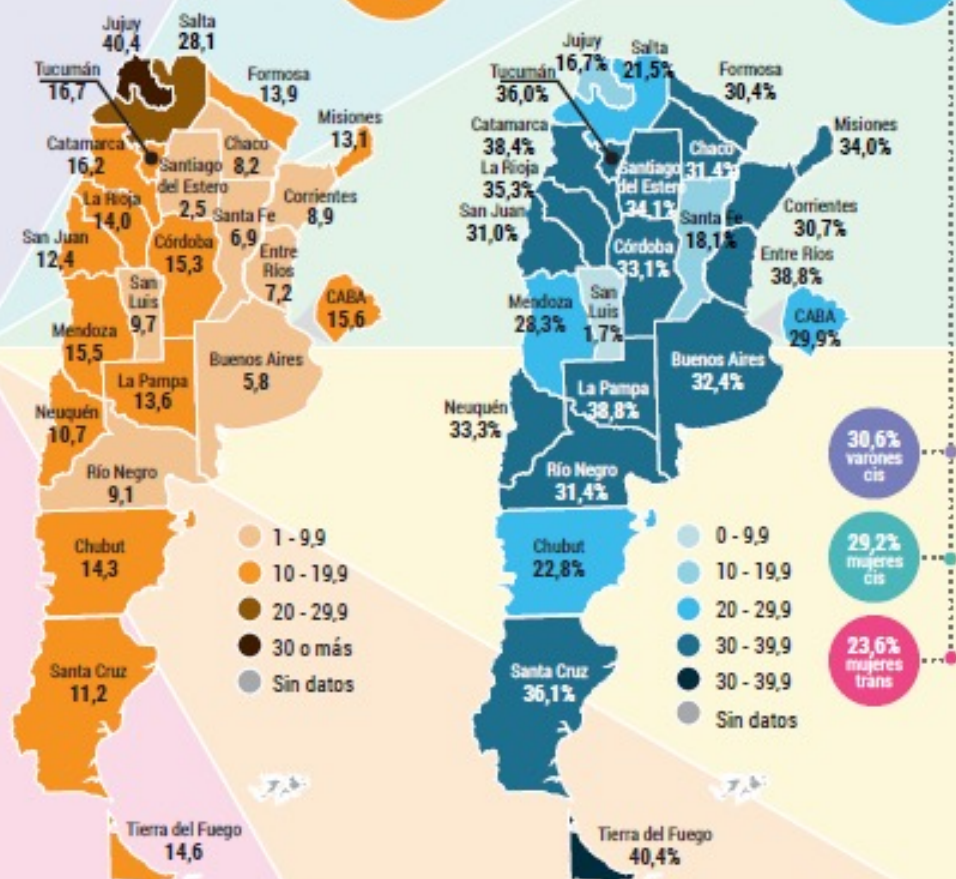 Jujuy
40,4
Salta
28,1
Tucumán
16,7
Formosa
13,9
Misiones
13,1
Catamarca
16,2
Chaco
8,2
Santiago
del Estero
2,5
Corrientes
8,9
La Rioja
14,0
Santa Fe
6,9
San Juan
12,4
Córdoba
15,3
Entre
Ríos
7,2
San
Luis
9,7
CABA
15,6
Mendoza
15,5
Buenos Aires
5,8
La Pampa
13,6
Neuquén
10,7
Río Negro
9,1
Chubut
14,3
Santa Cruz
11,2
Tierra del Fuego
14,6
1 - 9,9
10 - 19,9
20 - 29,9
30 o más
Sin datos
Jujuy
16,7%
Salta
21,5%
Tucumán
36,0%
Formosa
30,4%
Misiones
34,0%
Catamarca
38,4%
Chaco
31,4%
La Rioja
35,3%
Santiago
del Estero
34,1%
San Juan
31,0%
Santa Fe
18,1%
Corrientes
30,7%
Córdoba
33,1%
Entre Ríos
38,8%
Mendoza
28,3%
San
Luis
1,7%
CABA
29,9%
Buenos Aires
32,4%
La Pampa
38,8%
Neuquén
33,3%
Río Negro
31,4%
Chubut
22,8%
Santa Cruz
36,1%
Tierra del Fuego
40,4%
0 - 9,9
10 - 19,9
20 - 29,9
30 - 39,9
30 - 39,9
Sin datos
30,6%
varones
cis
29,2%
mujeres
cis
23,6%
mujeres
trans